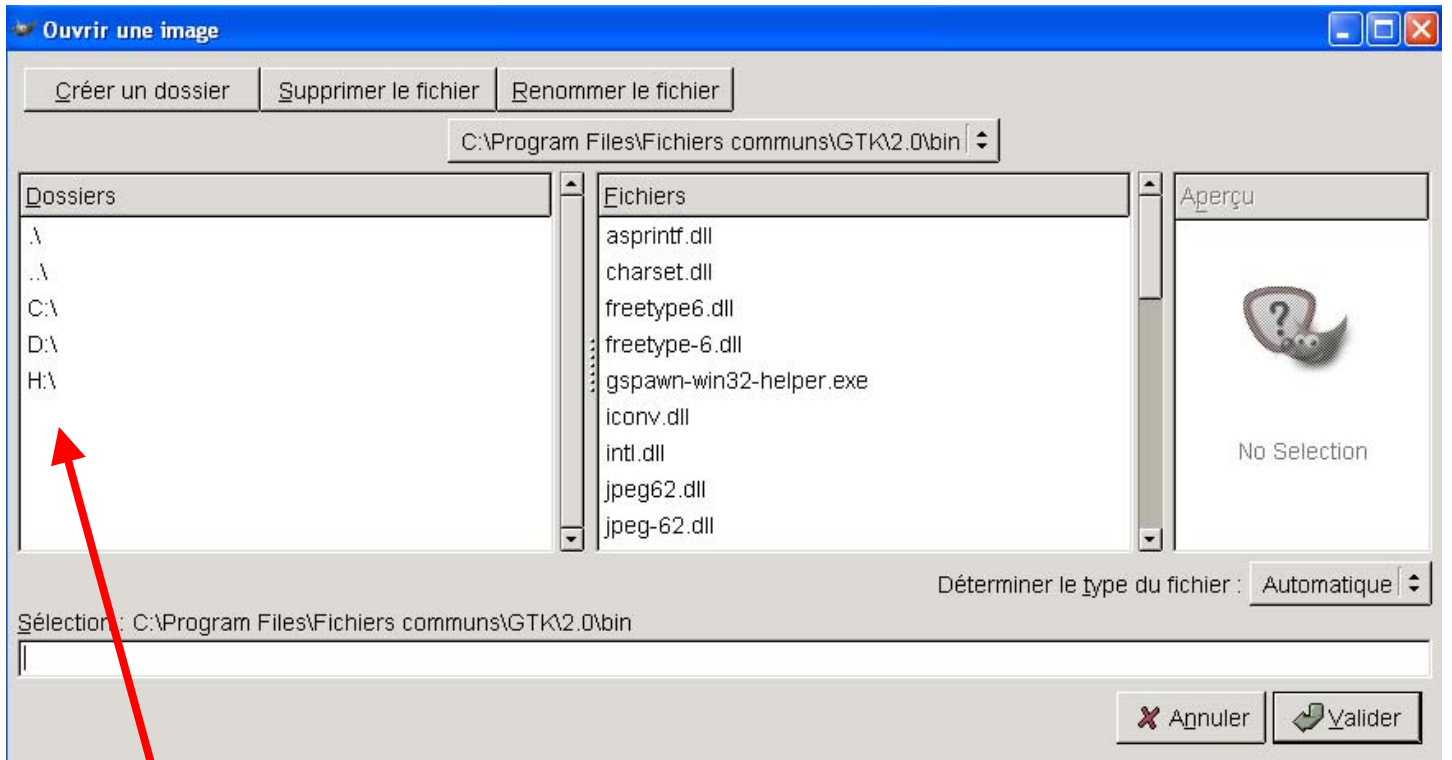 Ouvrir une image
Créer un dossier Supprimer le fichier Renommer le fichier
C:\Program Files\Fichiers communs\GTK\2.0\bin
Dossiers
.\
..\
C:\
D:\
H:\
Fichiers
asprintf.dll
charset.dll
freetype6.dll
freetype-6.dll
gspawn-win32-helper.exe
iconv.dll
intl.dll
jpeg62.dll
jpeg-62.dll
Aperçu
?
No Selection
Déterminer le type du fichier : Automatique
Sélection : C:\Program Files\Fichiers communs\GTK\2.0\bin
Annuler Valider